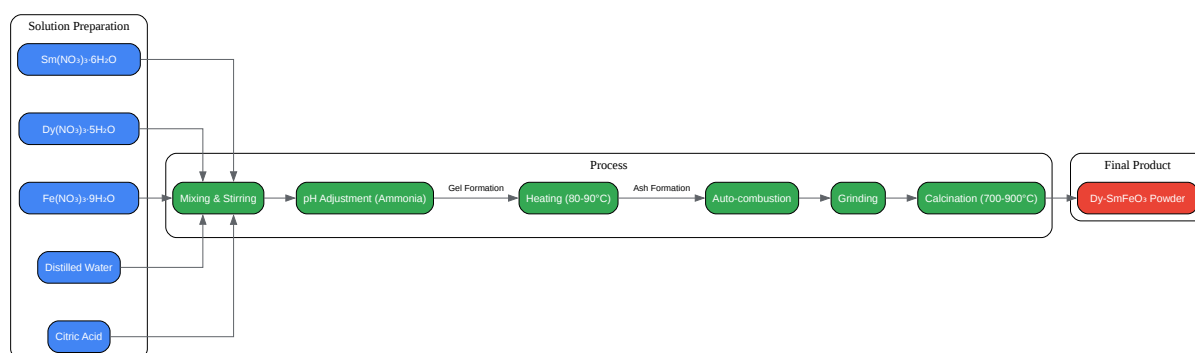 Solution Preparation
Sm(NO₃)₃·6H₂O
Dy(NO₃)₃·5H₂O
Fe(NO₃)₃·9H₂O
Distilled Water
Citric Acid
Process
Mixing & Stirring
pH Adjustment (Ammonia)
Gel Formation
Heating (80-90°C)
Ash Formation
Auto-combustion
Grinding
Calcination (700-900°C)
Final Product
Dy-SmFeO₃ Powder